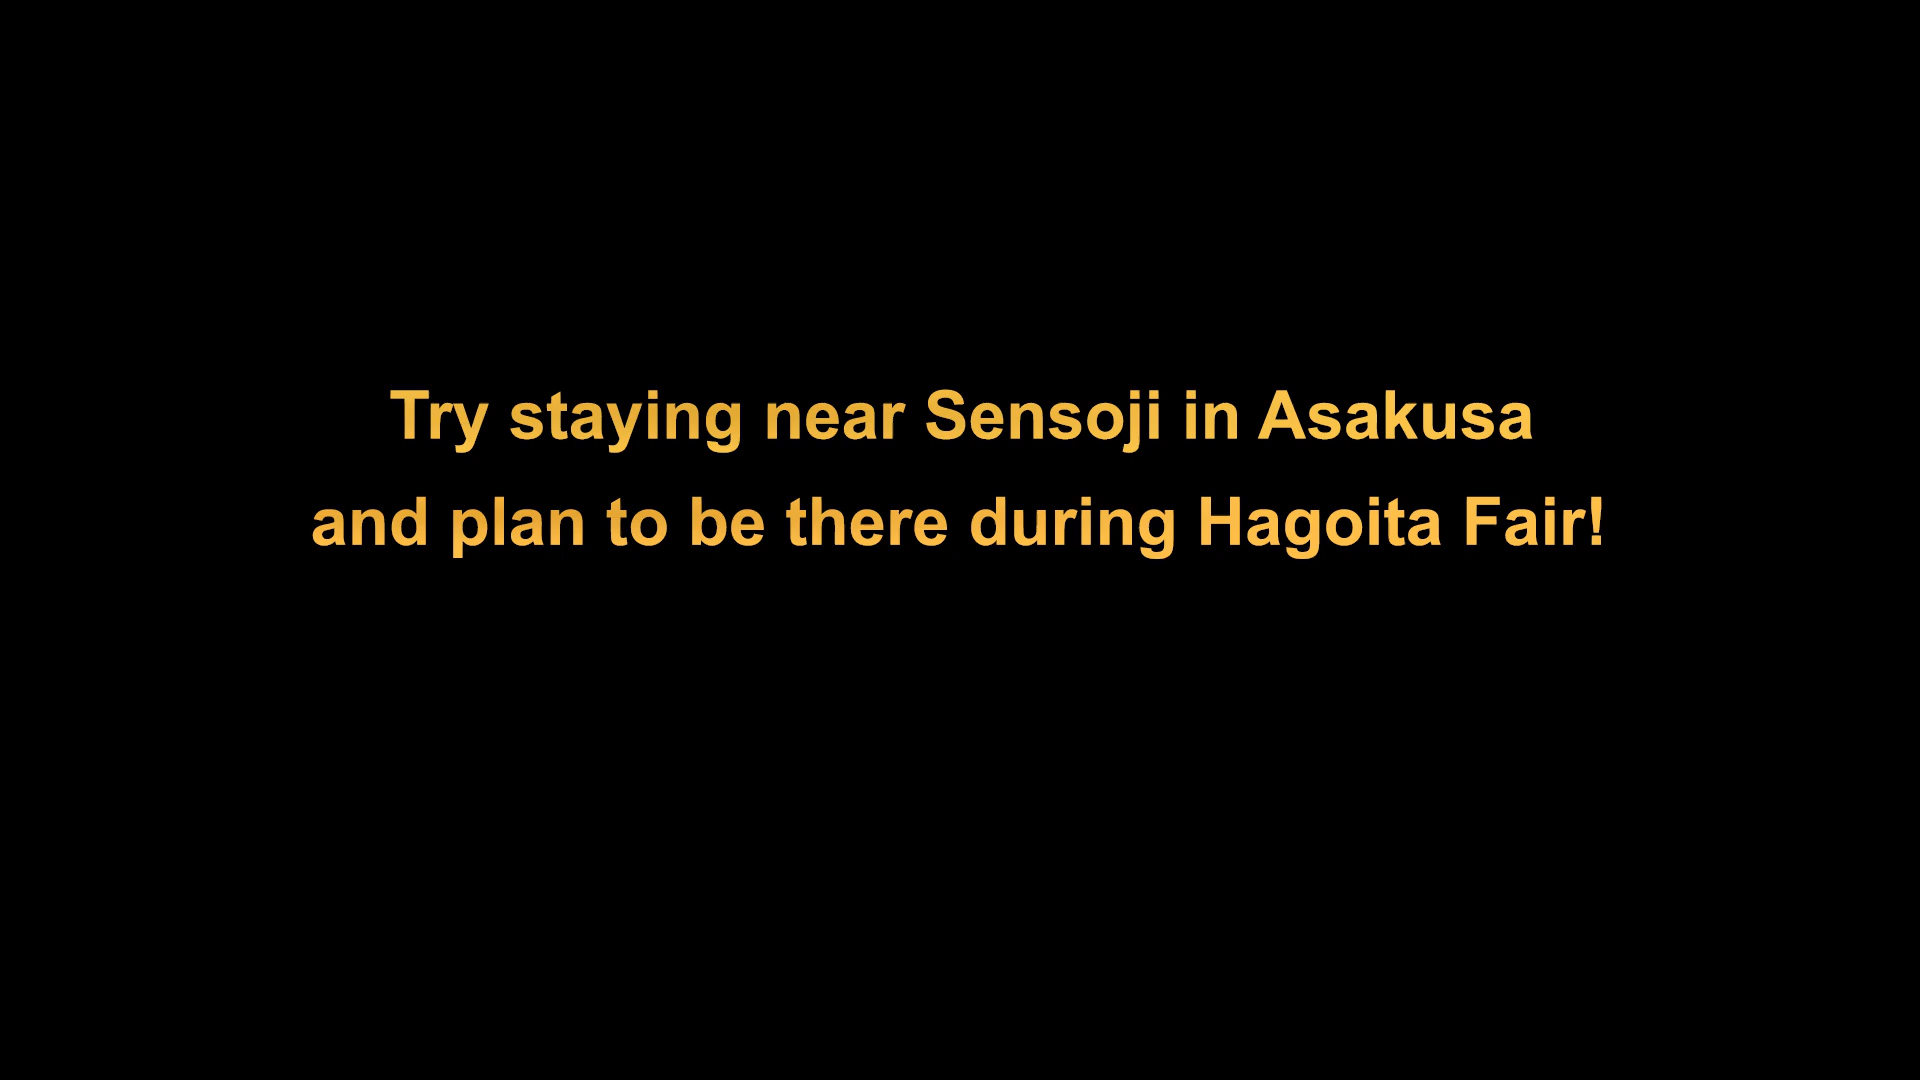 Try staying near Sensoji in Asakusa
and plan to be there during Hagoita Fair!